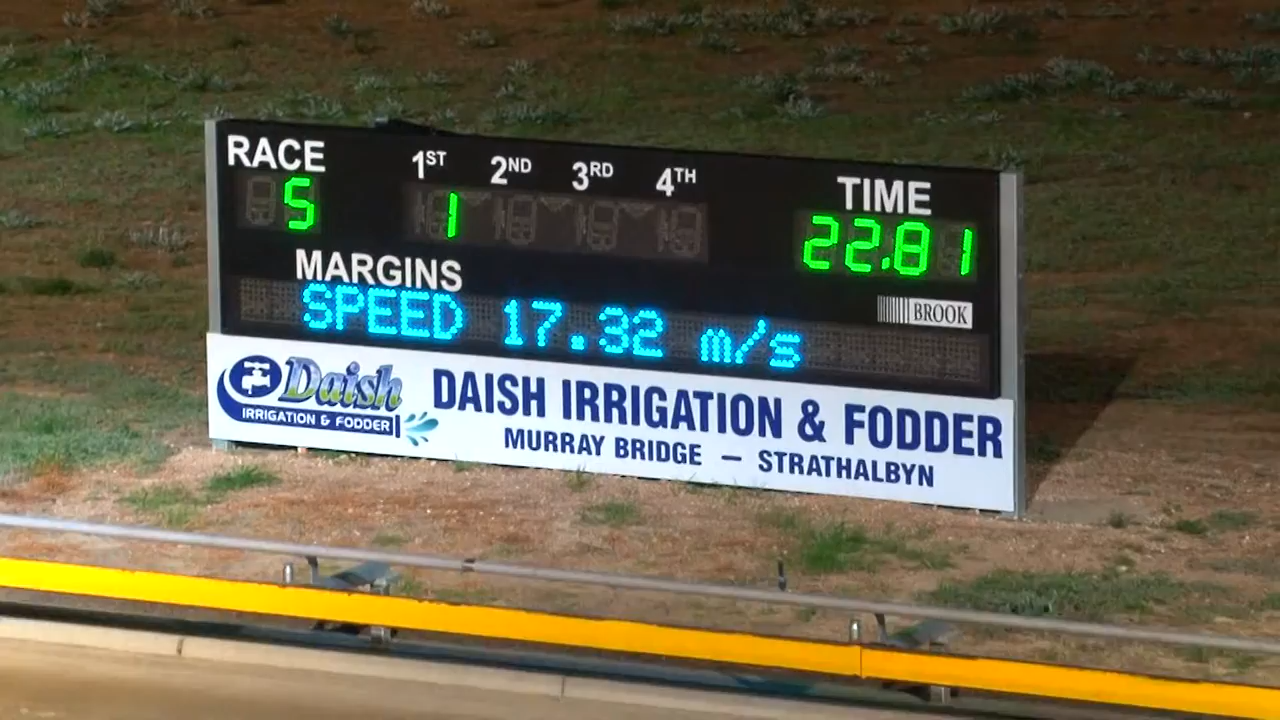 RACE 1ST 2ND 3RD 4TH TIME
5 1 22.81
MARGINS
BROOK
SPEED 17.32 m/s
Daish
IRRIGATION & FODDER
DAISH IRRIGATION & FODDER
MURRAY BRIDGE – STRATHALBYN